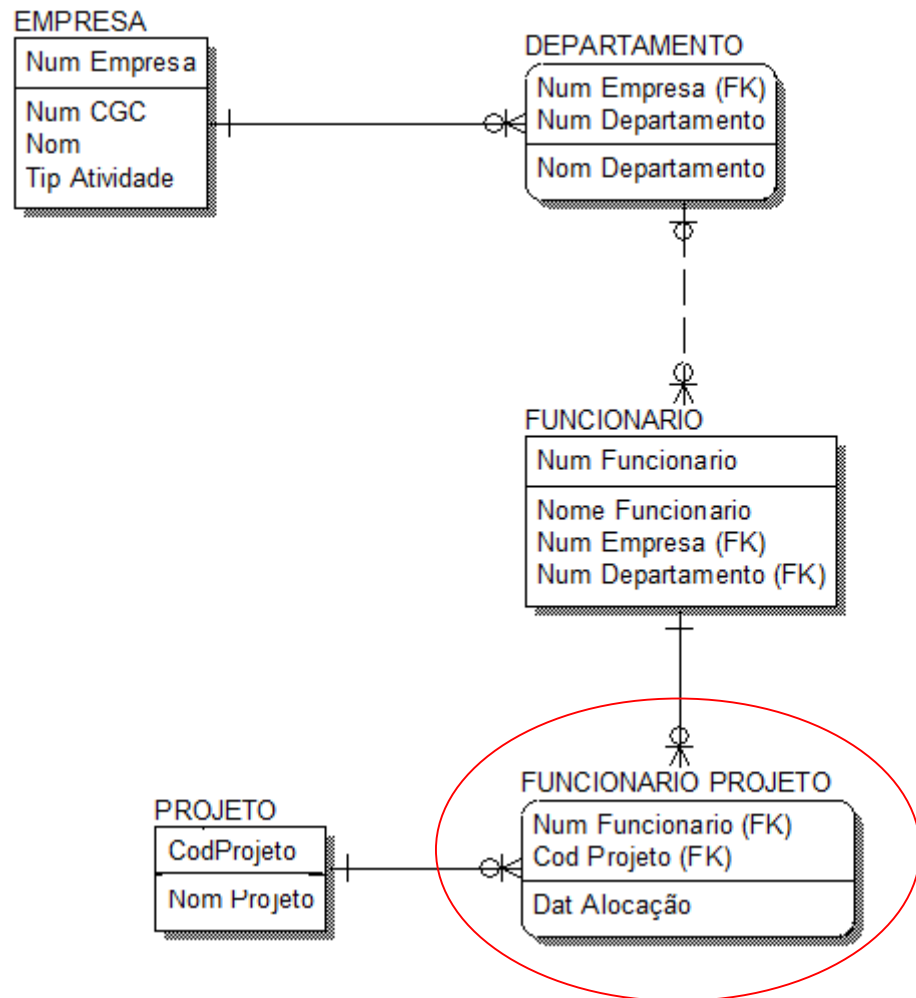 EMPRESA
Num Empresa
Num CGC
Nom
Tip Atividade
DEPARTAMENTO
Num Empresa (FK)
Num Departamento
Nom Departamento
FUNCIONARIO
Num Funcionario
Nome Funcionario
Num Empresa (FK)
Num Departamento (FK)
PROJETO
CodProjeto
Nom Projeto
FUNCIONARIO PROJETO
Num Funcionario (FK)
Cod Projeto (FK)
Dat Alocação